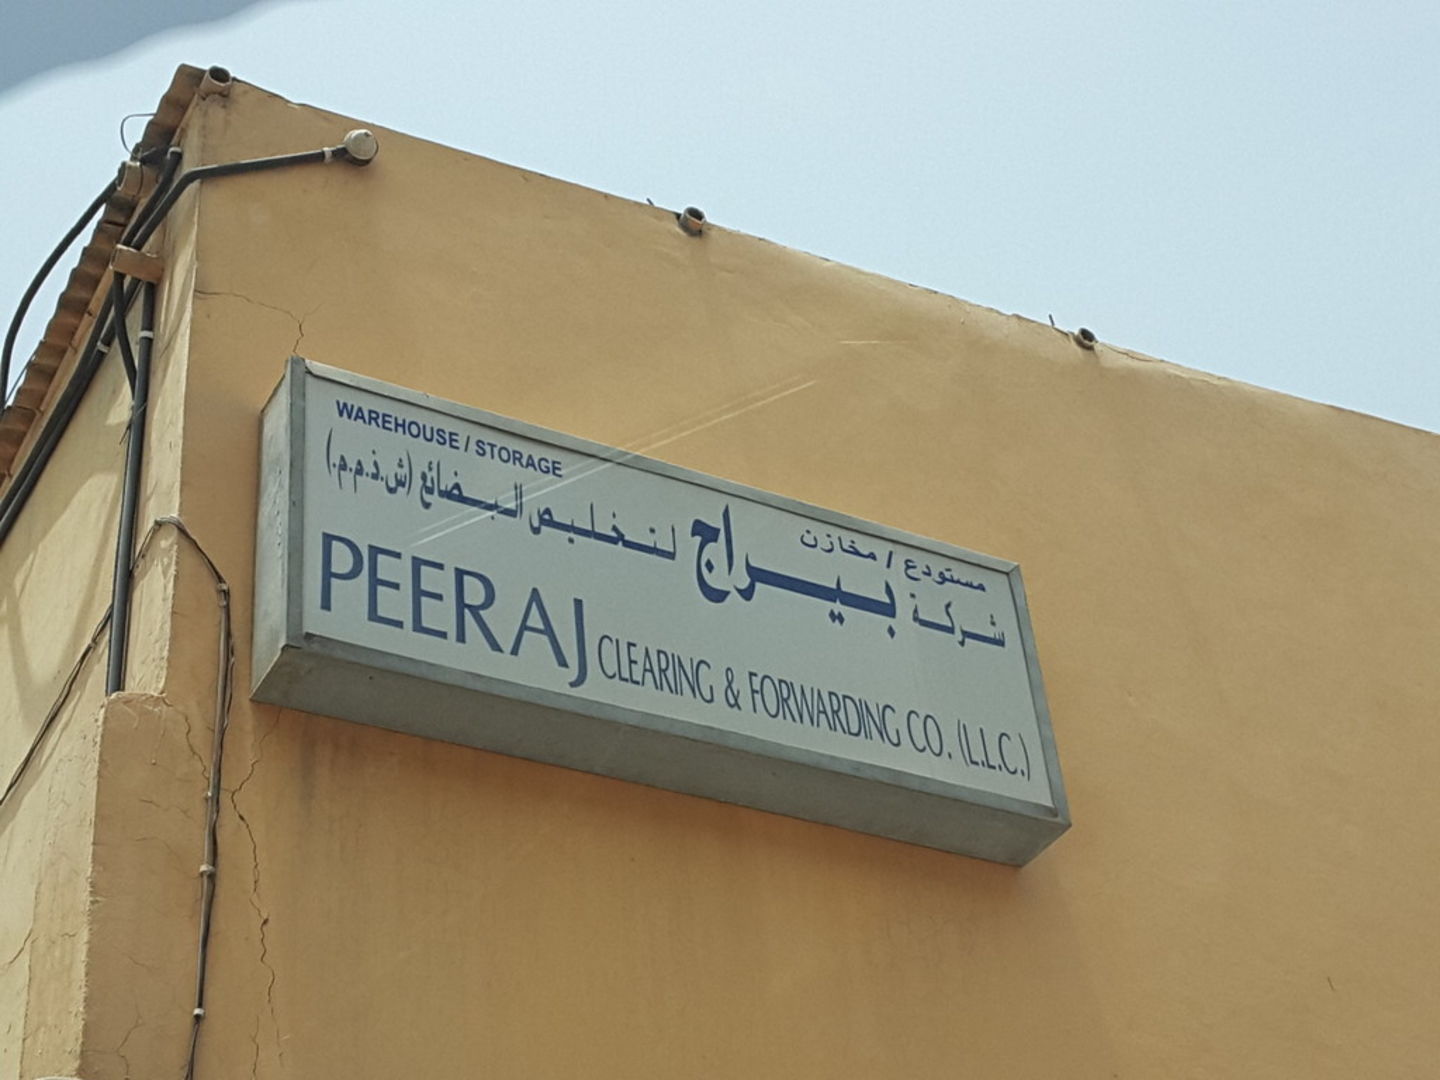 WAREHOUSE / STORAGE
مستودع / مخازن
شركة بيراج لتخليص البضائع (ش.ذ.م.م.)
PEERAJ CLEARING & FORWARDING CO. (L.L.C.)